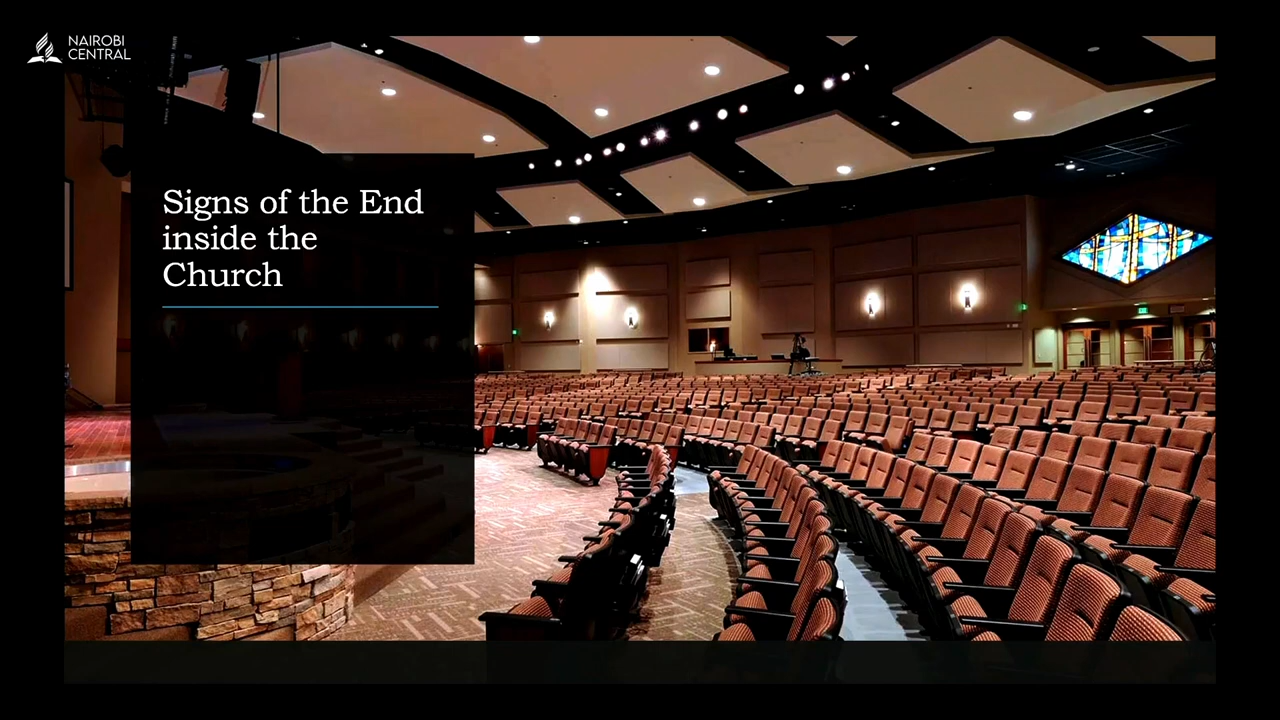 NAIROBI
CENTRAL
Signs of the End
inside the
Church